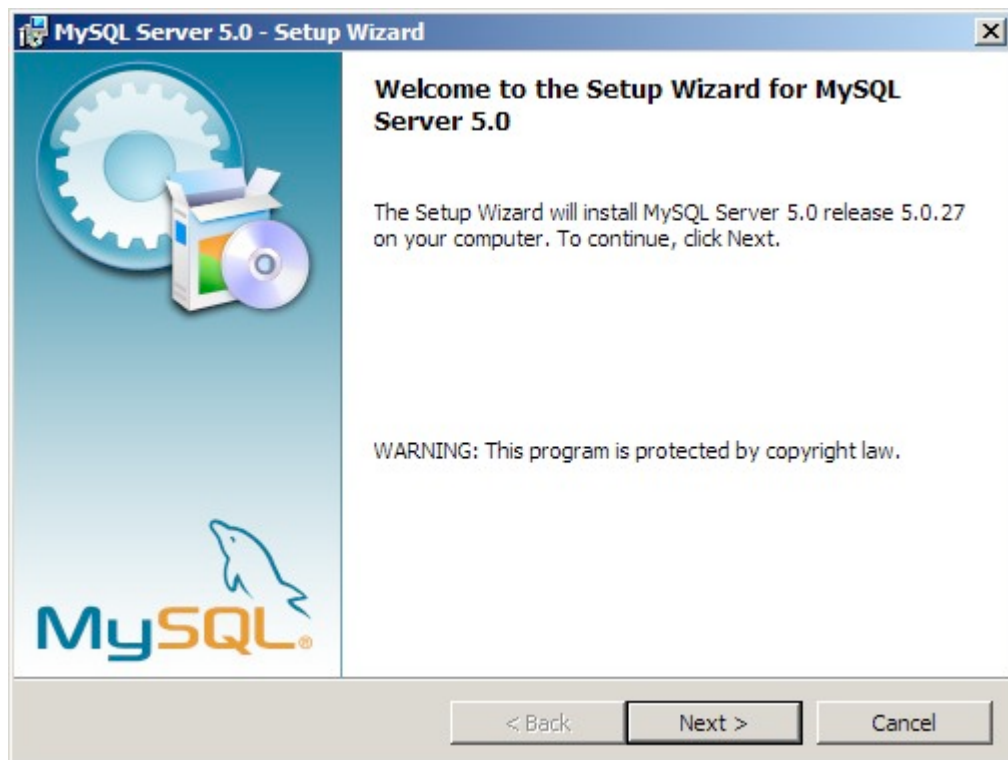 MySQL Server 5.0 - Setup Wizard
Welcome to the Setup Wizard for MySQL
Server 5.0
The Setup Wizard will install MySQL Server 5.0 release 5.0.27
on your computer. To continue, click Next.
WARNING: This program is protected by copyright law.
MySQL®
< Back
Next >
Cancel